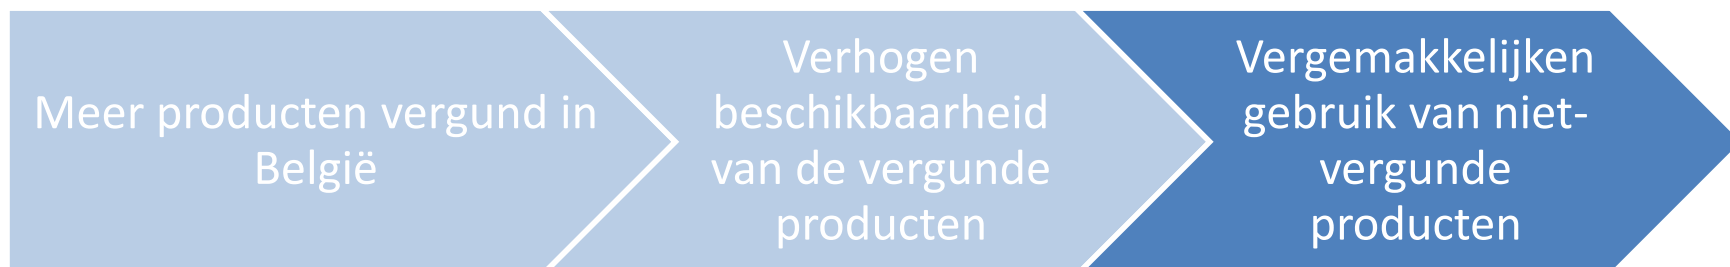 Meer producten vergund in
België
Verhogen
beschikbaarheid
van de vergunde
producten
Vergemakkelijken
gebruik van niet-
vergunde
producten